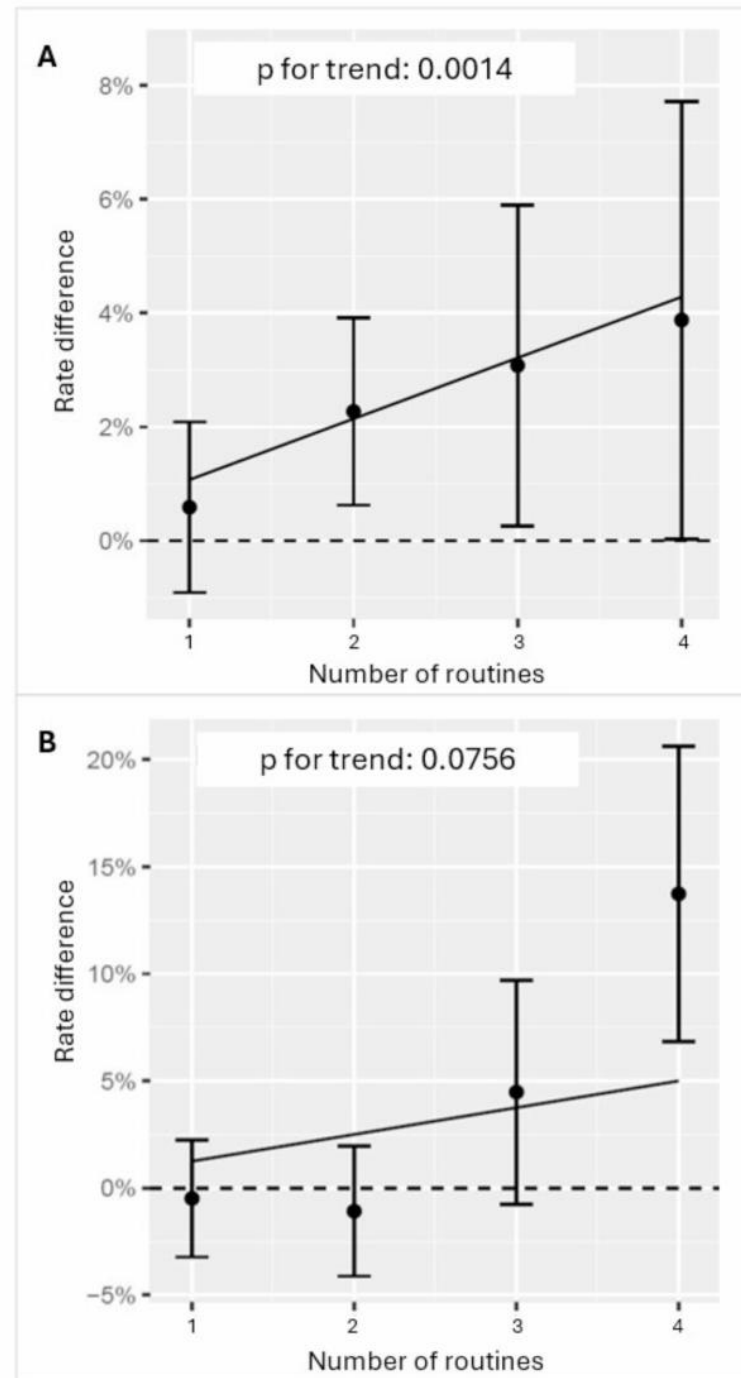 A
p for trend: 0.0014
8%
6%
4%
2%
0%
Rate difference
1 2 3 4
Number of routines
B
p for trend: 0.0756
20%
15%
10%
5%
0%
−5%
Rate difference
1 2 3 4
Number of routines